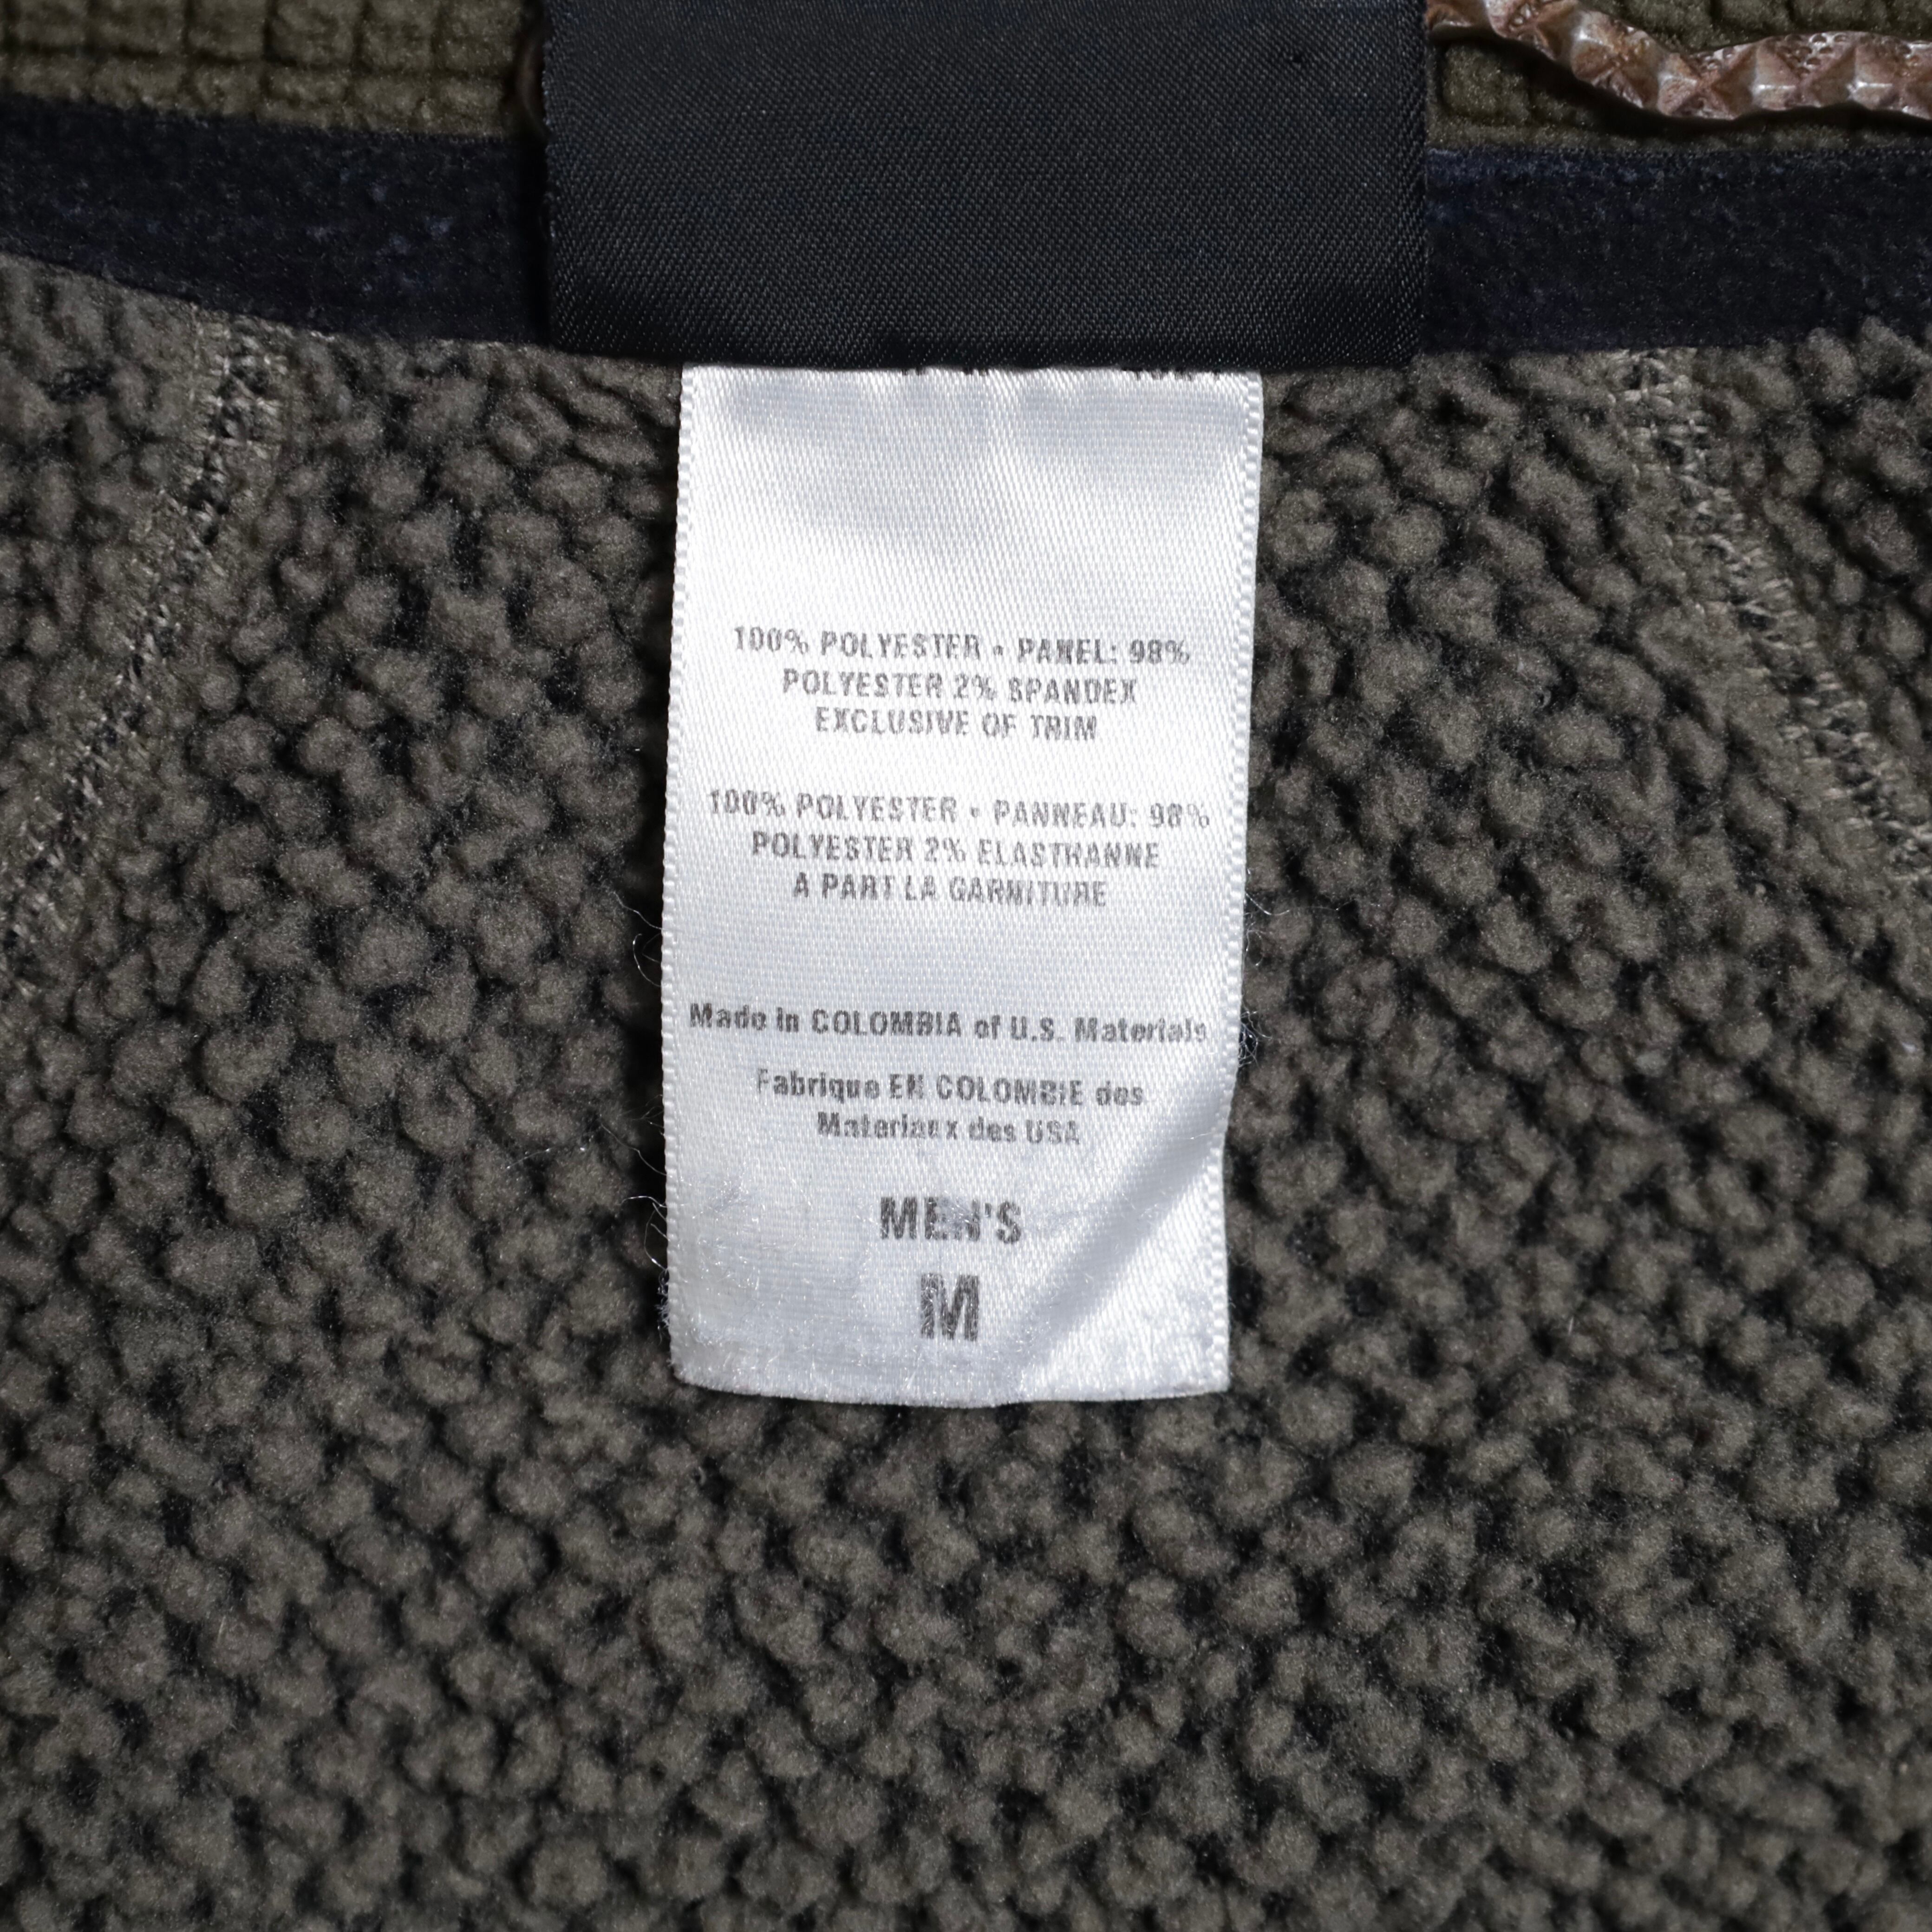 100% POLYESTER • PANEL: 98%
POLYESTER 2% SPANDEX
EXCLUSIVE OF TRIM
100% POLYESTER • PANNEAU: 98%
POLYESTER 2% ELASTHANNE
A PART LA GARNITURE
Made in COLOMBIA of U.S. Materials
Fabrique EN COLOMBIE des
Materiaux des USA
MEN'S
M